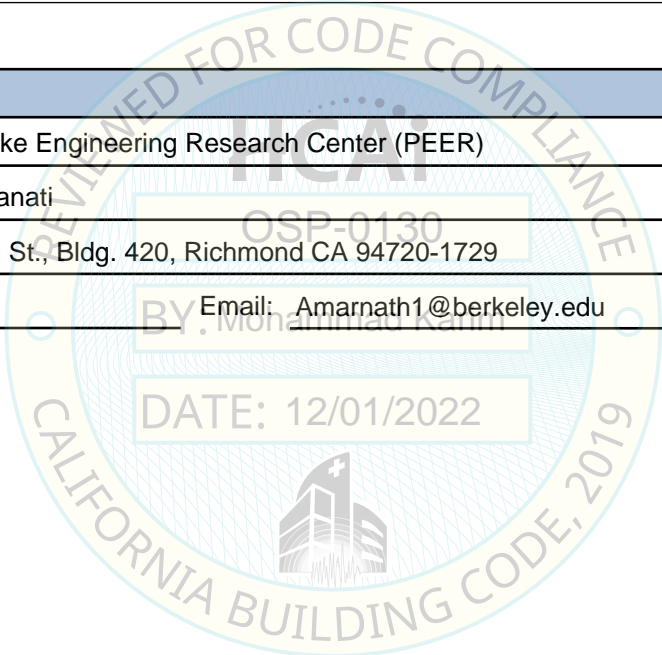 REVIEWED FOR CODE COMPLIANCE
HCAi
ke Engineering Research Center (PEER)
anati
OSP-0130
St., Bldg. 420, Richmond CA 94720-1729
Email: Amarnath1@berkeley.edu
BY: Mohammad Karim
DATE: 12/01/2022
CALIFORNIA BUILDING CODE, 2019